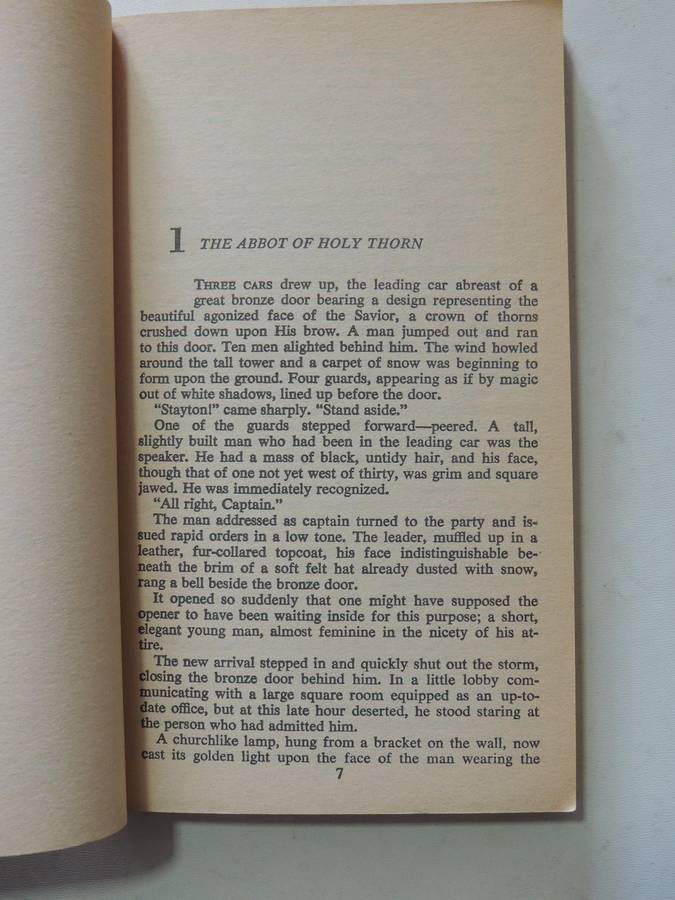 1 THE ABBOT OF HOLY THORN
THREE CARS drew up, the leading car abreast of a
great bronze door bearing a design representing the
beautiful agonized face of the Savior, a crown of thorns
crushed down upon His brow. A man jumped out and ran
to this door. Ten men alighted behind him. The wind howled
around the tall tower and a carpet of snow was beginning to
form upon the ground. Four guards, appearing as if by magic
out of white shadows, lined up before the door.
“Stayton!” came sharply. “Stand aside.”
One of the guards stepped forward—peered. A tall,
slightly built man who had been in the leading car was the
speaker. He had a mass of black, untidy hair, and his face,
though that of one not yet west of thirty, was grim and square
jawed. He was immediately recognized.
“All right, Captain.”
The man addressed as captain turned to the party and is-
sued rapid orders in a low tone. The leader, muffled up in a
leather, fur-collared topcoat, his face indistinguishable be-
neath the brim of a soft felt hat already dusted with snow,
rang a bell beside the bronze door.
It opened so suddenly that one might have supposed the
opener to have been waiting inside for this purpose; a short,
elegant young man, almost feminine in the nicety of his at-
tire.
The new arrival stepped in and quickly shut out the storm,
closing the bronze door behind him. In a little lobby com-
municating with a large square room equipped as an up-to-
date office, but at this late hour deserted, he stood staring at
the person who had admitted him.
A churchlike lamp, hung from a bracket on the wall, now
cast its golden light upon the face of the man wearing the
7